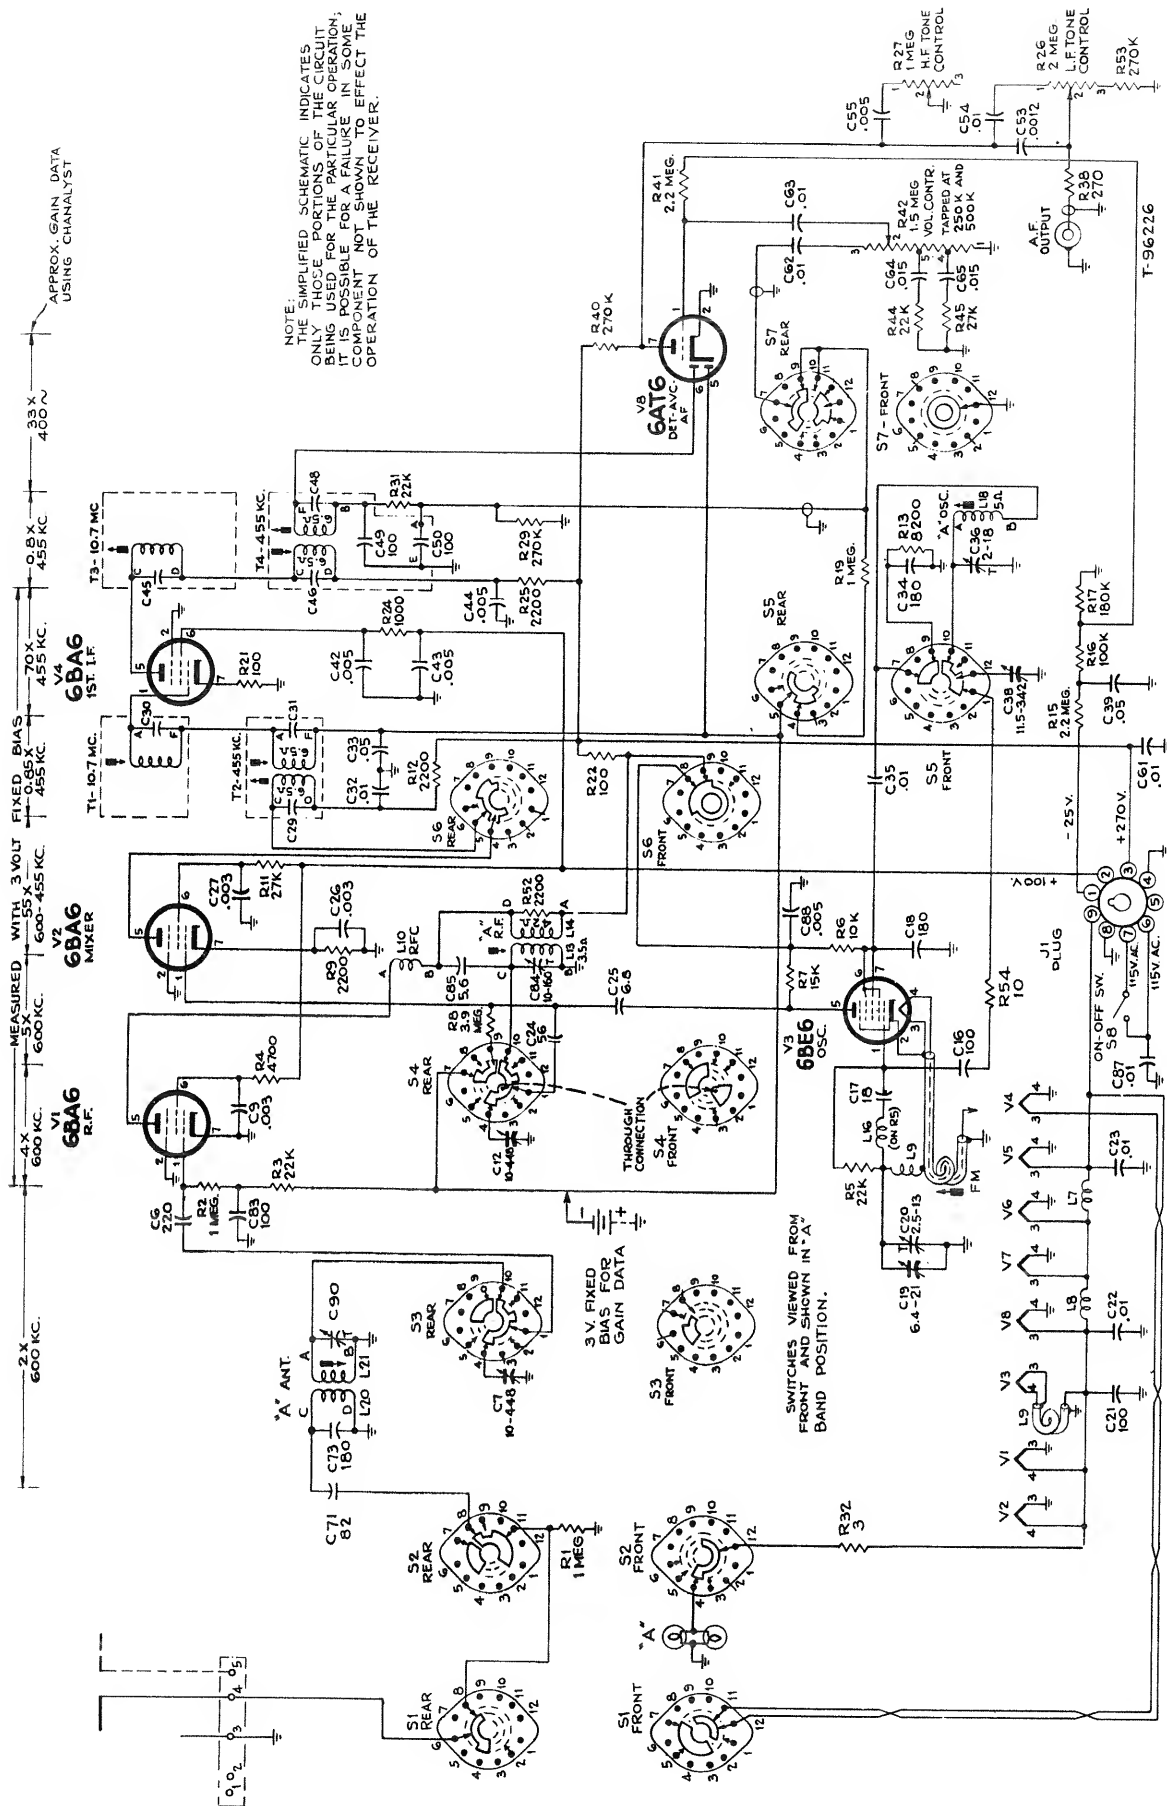 APPROX. GAIN DATA
USING CHANALYST
MEASURED WITH 3 VOLT FIXED BIAS
2X
600 KC.
4X
600 KC.
5X
600 KC.
55X
600-455 KC.
0.85X
455 KC.
70X
455 KC.
0.8X
455 KC.
33X
400~
NOTE:
THE SIMPLIFIED SCHEMATIC INDICATES
ONLY THOSE PORTIONS OF THE CIRCUIT
BEING USED FOR THE PARTICULAR OPERATION;
IT IS POSSIBLE FOR A FAILURE IN SOME
COMPONENT NOT SHOWN TO EFFECT THE
OPERATION OF THE RECEIVER.
V1
6BA6
R.F.
V2
6BA6
MIXER
V4
6BA6
1ST. I.F.
V8
6AT6
DET-AVC-
AF
V3
6BE6
OSC.
T1-10.7 MC.
T2-455 KC.
T3-10.7 MC
T4-455 KC.
C30
C31
C29
C45
C46
C48
C49
100
C50
100
R31
22K
R29
270K
R25
2200
C44
.005
R24
1000
C42
.005
C43
.005
R21
100
C33
.05
C32
.01
R12
2200
R22
100
C27
.003
R11
27K
C26
.003
R9
2200
L10
RFC
C85
5.6
"A"
R.F.
R52
2200
L14
L13
3.5Ω
C84
10-160
R8
3.9
MEG.
C24
56
C25
6.8
R4
4700
C9
.003
C6
220
R2
1 MEG.
C83
100
R3
22K
C12
10-448
THROUGH
CONNECTION
S4
REAR
S4
FRONT
"A" ANT.
C90
L20
L21
C73
180
C71
82
C7
10-448
S3
REAR
S3
FRONT
3 V. FIXED
BIAS FOR
GAIN DATA
SWITCHES VIEWED FROM
FRONT AND SHOWN IN "A"
BAND POSITION.
S2
REAR
S2
FRONT
R1
1 MEG.
R32
3
"A"
S1
REAR
S1
FRONT
1 2 3 4 5
S6
REAR
S6
FRONT
S5
REAR
S5
FRONT
S7
REAR
S7-FRONT
R40
270K
R41
2.2 MEG.
C63
.01
C62
.01
R42
1.5 MEG
VOL. CONTR.
TAPPED AT
250K AND
500K
C64
.015
C65
.015
R44
22K
R45
27K
C55
.005
R27
1 MEG
H.F. TONE
CONTROL
C54
.01
R26
2 MEG.
L.F. TONE
CONTROL
C53
.0012
R53
270K
R38
270
A.F.
OUTPUT
T-96226
R19
1 MEG.
C34
180
R13
8200
"A" OSC.
C36
2-18
L18
5Ω
C38
11.5-342
C35
.01
R15
2.2 MEG.
R16
100K
R17
180K
C39
.05
C61
.01
-25 V.
+270 V.
+100V.
J1
PLUG
115V. AC.
115V. A.C.
ON-OFF SW.
S8
C87
.01
C88
.005
R7
15K
R6
10K
C18
180
R54
10
C16
100
C17
18
L16
(ON R5)
R5
22K
L9
FM
C20
2.5-13
C19
6.4-21
V2
V1
V3
V8
V7
V6
V5
V4
L9
L8
L7
C21
100
C22
.01
C23
.01